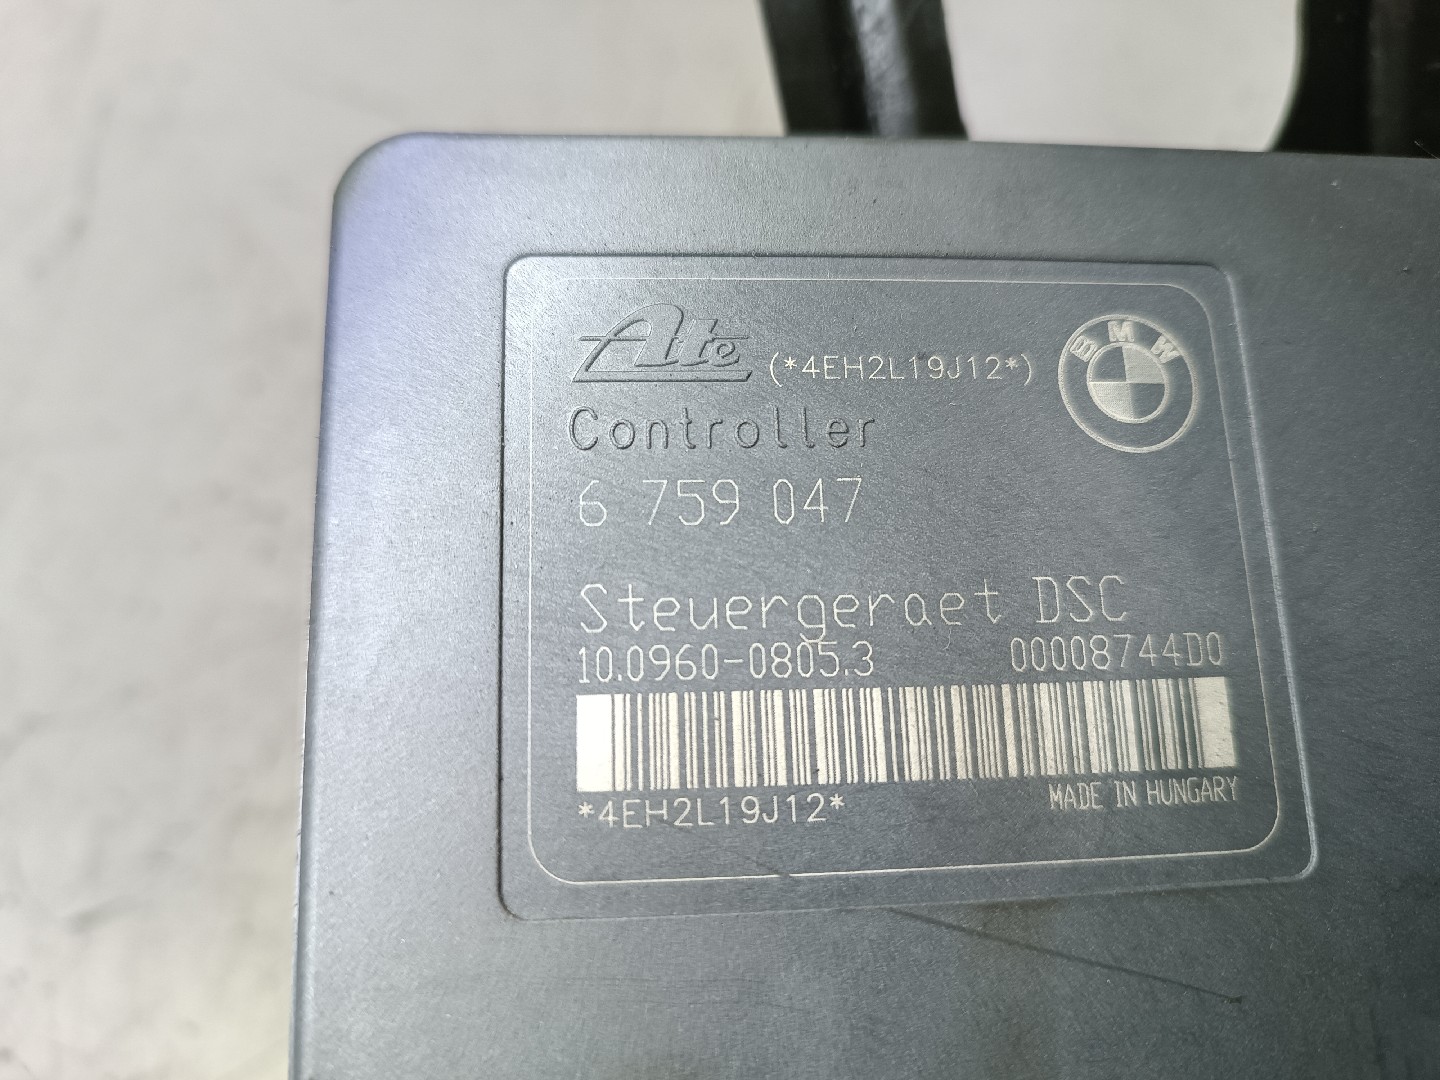 Ate (*4EH2L19J12*) BMW
Controller
6 759 047
Steuergeraet DSC
10.0960-0805.3 00008744D0
*4EH2L19J12* MADE IN HUNGARY